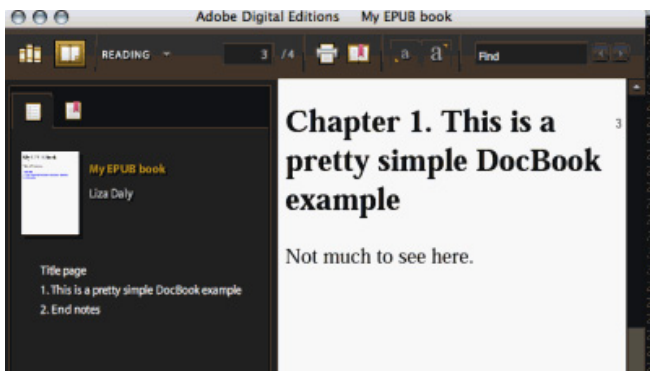 Adobe Digital Editions My EPUB book
READING 3 /4 a a Find
My EPUB book
Liza Daly
Title page
1. This is a pretty simple DocBook example
2. End notes
Chapter 1. This is a
pretty simple DocBook
example
3
Not much to see here.